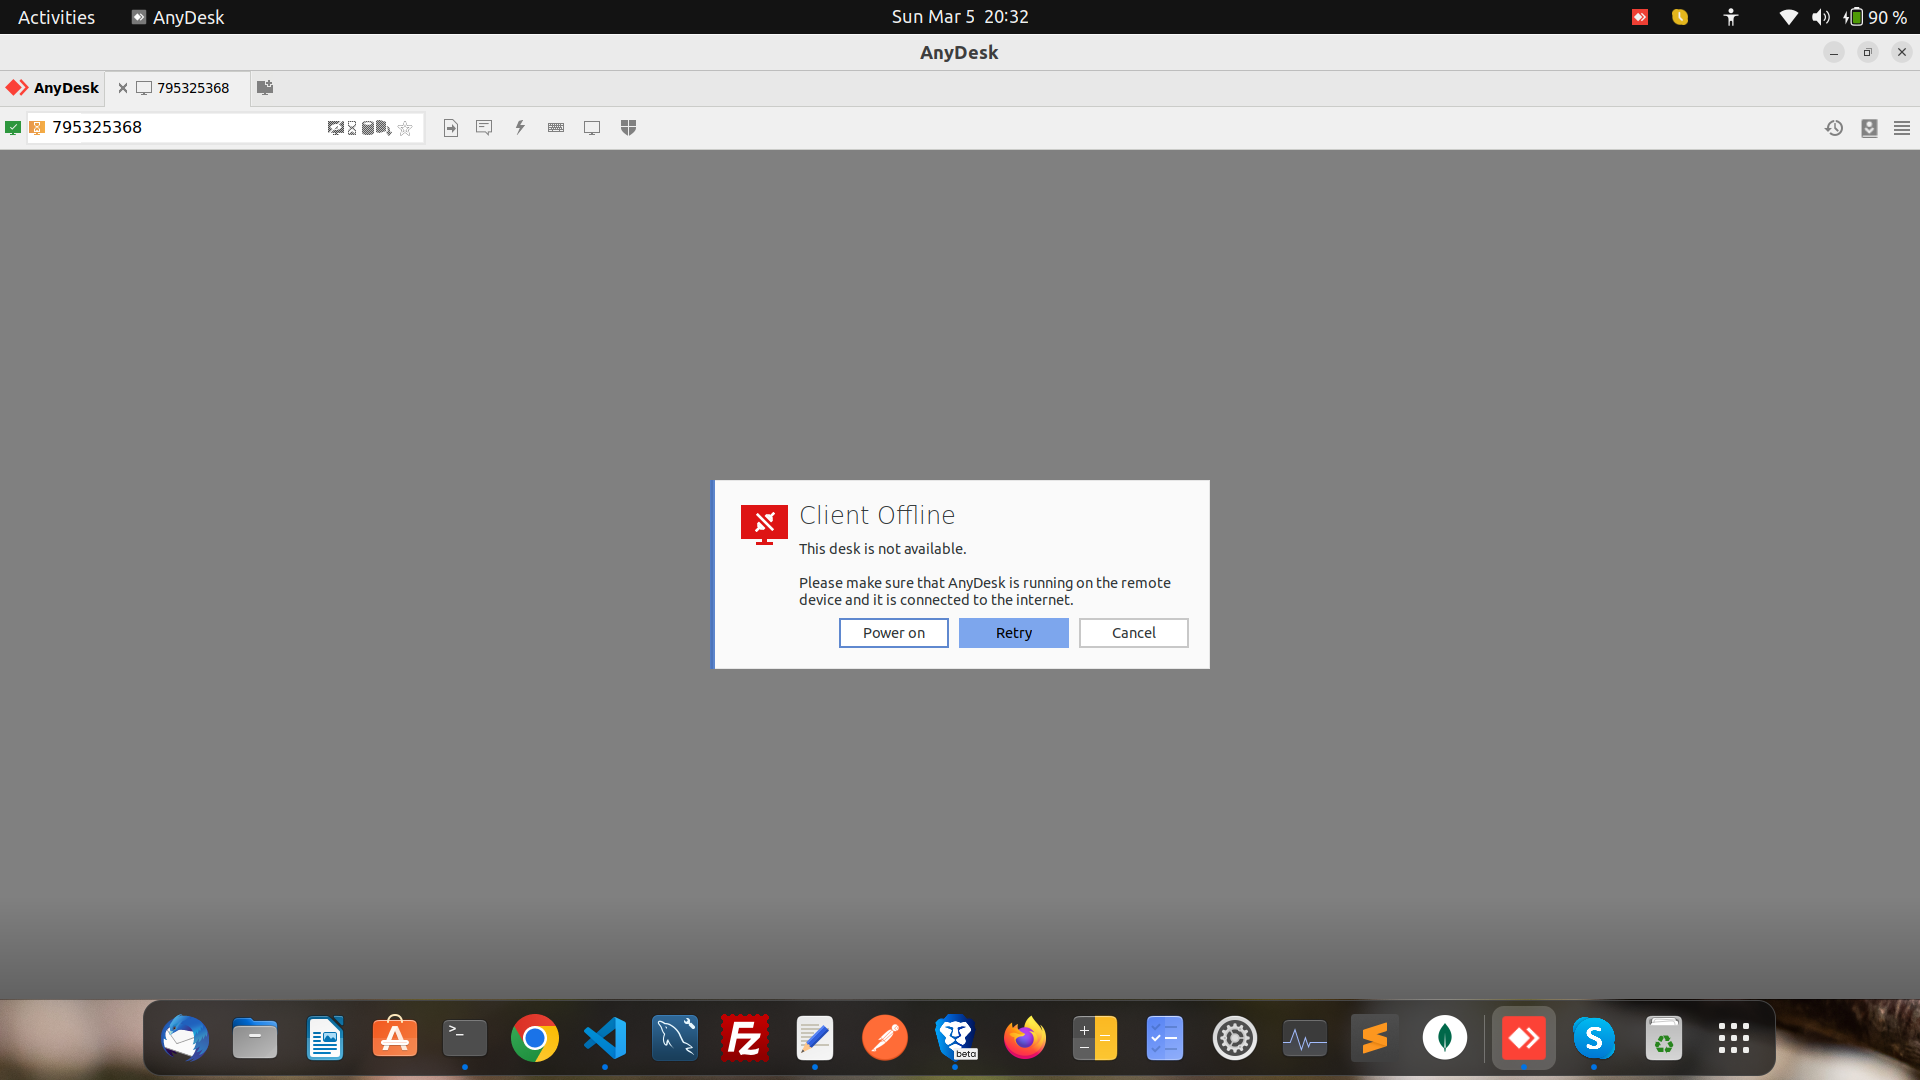 Activities
AnyDesk
Sun Mar 5 20:32
90 %
AnyDesk
AnyDesk
795325368
795325368
Client Offline
This desk is not available.
Please make sure that AnyDesk is running on the remote
device and it is connected to the internet.
Power on
Retry
Cancel
>_
Fz
beta
S